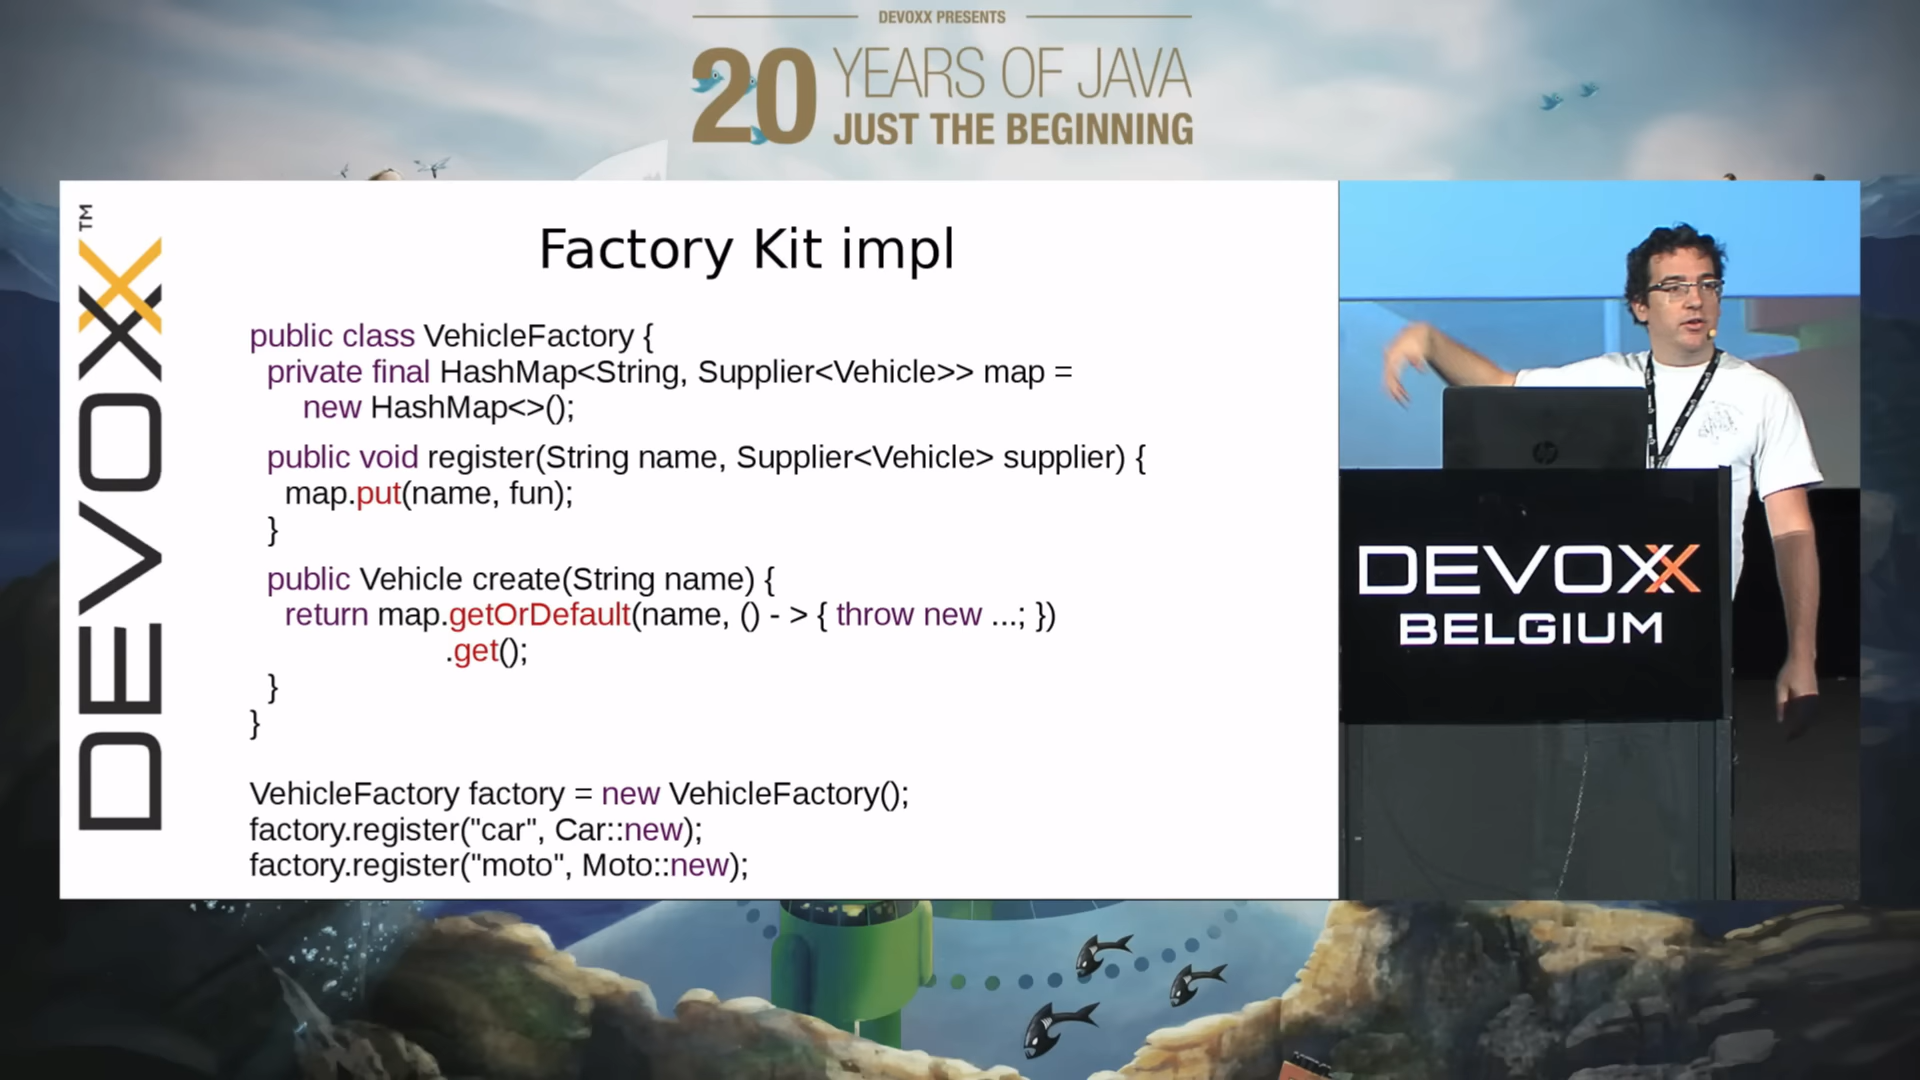 DEVOXX PRESENTS
20 YEARS OF JAVA
JUST THE BEGINNING
DEVOXX™
Factory Kit impl
public class VehicleFactory {
private final HashMap<String, Supplier<Vehicle>> map =
new HashMap<>();
public void register(String name, Supplier<Vehicle> supplier) {
map.put(name, fun);
}
public Vehicle create(String name) {
return map.getOrDefault(name, () - > { throw new ...; })
.get();
}
}
VehicleFactory factory = new VehicleFactory();
factory.register("car", Car::new);
factory.register("moto", Moto::new);
hp
DEVOXX
BELGIUM